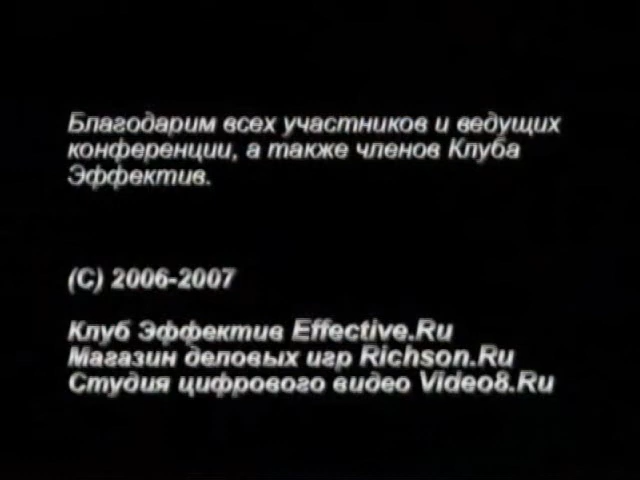 Благодарим всех участников и ведущих
конференции, а также членов Клуба
Эффектив.
(С) 2006-2007
Клуб Эффектив Effective.Ru
Магазин деловых игр Richson.Ru
Студия цифрового видео Video8.Ru